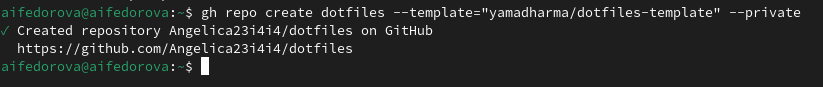 aifedorova@aifedorova:~$ gh repo create dotfiles --template="yamadharma/dotfiles-template" --private
✓ Created repository Angelica23i4i4/dotfiles on GitHub
  https://github.com/Angelica23i4i4/dotfiles
aifedorova@aifedorova:~$